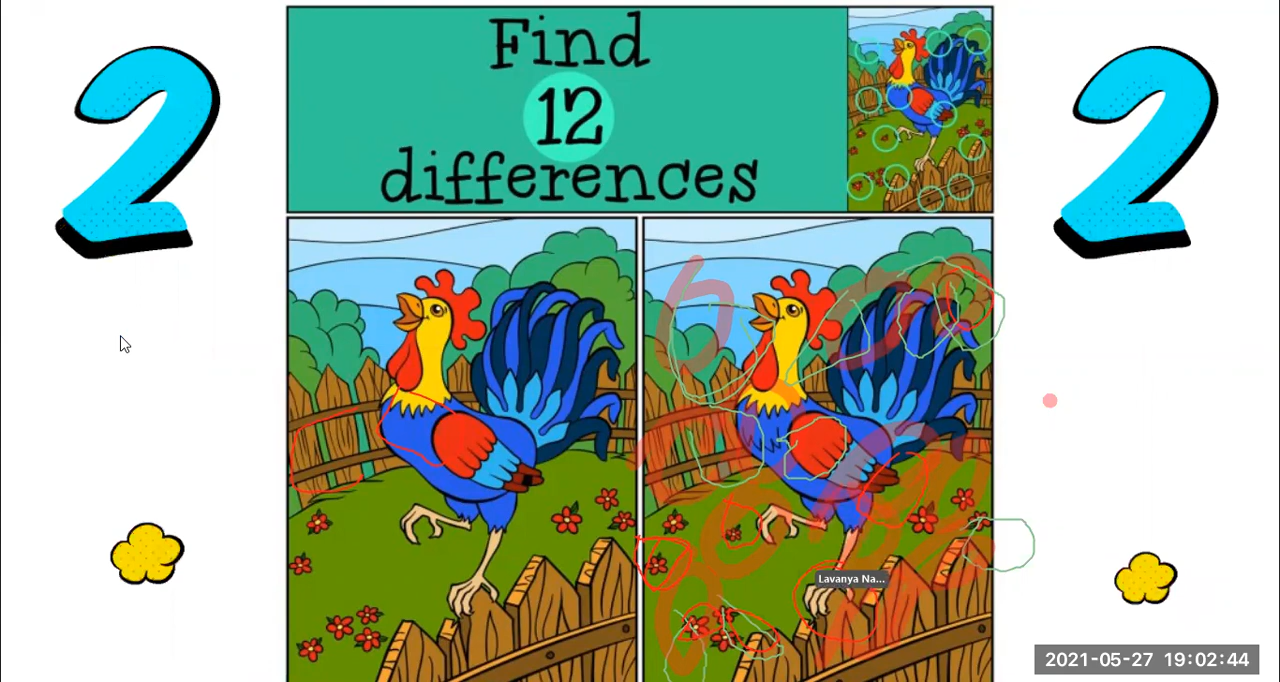 2
2
Find
12
differences
Lavanya Na...
2021-05-27 19:02:44